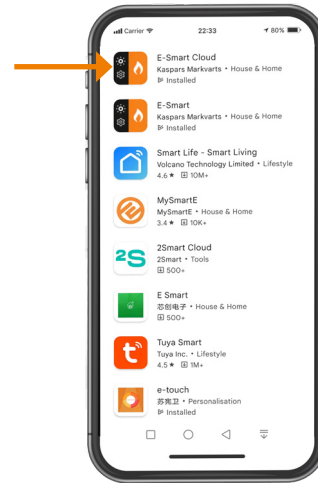 Carrier 22:33 80%
E-Smart Cloud
Kaspars Markvarts • House & Home
Installed
E-Smart
Kaspars Markvarts • House & Home
Installed
Smart Life - Smart Living
Volcano Technology Limited • Lifestyle
4.6★ 10M+
MySmartE
MySmartE • House & Home
3.4★ 10K+
2S
2Smart Cloud
2Smart • Tools
500+
E Smart
芯创电子 • House & Home
500+
Tuya Smart
Tuya Inc. • Lifestyle
4.5★ 1M+
e-touch
苏宪卫 • Personalisation
Installed